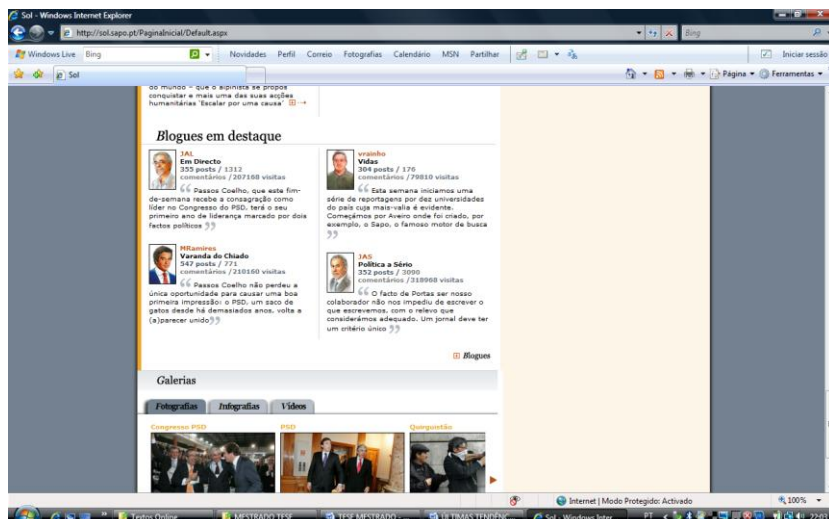 Sol - Windows Internet Explorer
http://sol.sapo.pt/PaginaInicial/Default.aspx
Bing
Windows Live Bing Novidades Perfil Correio Fotografias Calendário MSN Partilhar Iniciar sessão
Sol Página Ferramentas
do mundo – que o alpinista se propôs
conquistar e mais uma das suas acções
humanitárias 'Escalar por uma causa'
Blogues em destaque
JAL
Em Directo
355 posts / 1312
comentários /207168 visitas
Passos Coelho, que este fim-
de-semana recebe a consagração como
líder no Congresso do PSD, terá o seu
primeiro ano de liderança marcado por dois
factos políticos
vrainho
Vidas
304 posts / 176
comentários /79810 visitas
Esta semana iniciamos uma
série de reportagens por dez universidades
do país cuja mais-valia é evidente.
Começámos por Aveiro onde foi criado, por
exemplo, o Sapo, o famoso motor de busca
MRamires
Varanda do Chiado
547 posts / 771
comentários /210160 visitas
Passos Coelho não perdeu a
única oportunidade para causar uma boa
primeira impressão: o PSD, um saco de
gatos desde há demasiados anos, volta a
(a)parecer unido
JAS
Política a Sério
352 posts / 3090
comentários /318968 visitas
O facto de Portas ser nosso
colaborador não nos impediu de escrever o
que escrevemos, com o relevo que
considerámos adequado. Um jornal deve ter
um critério único
Blogues
Galerias
Fotografias Infografias Vídeos
Congresso PSD PSD Quirguistão
Internet | Modo Protegido: Activado 100%
Textos Online MESTRADO TESE TESE MESTRADO - ... ÚLTIMAS TENDÊNC... Sol - Windows Inter... PT 22:03